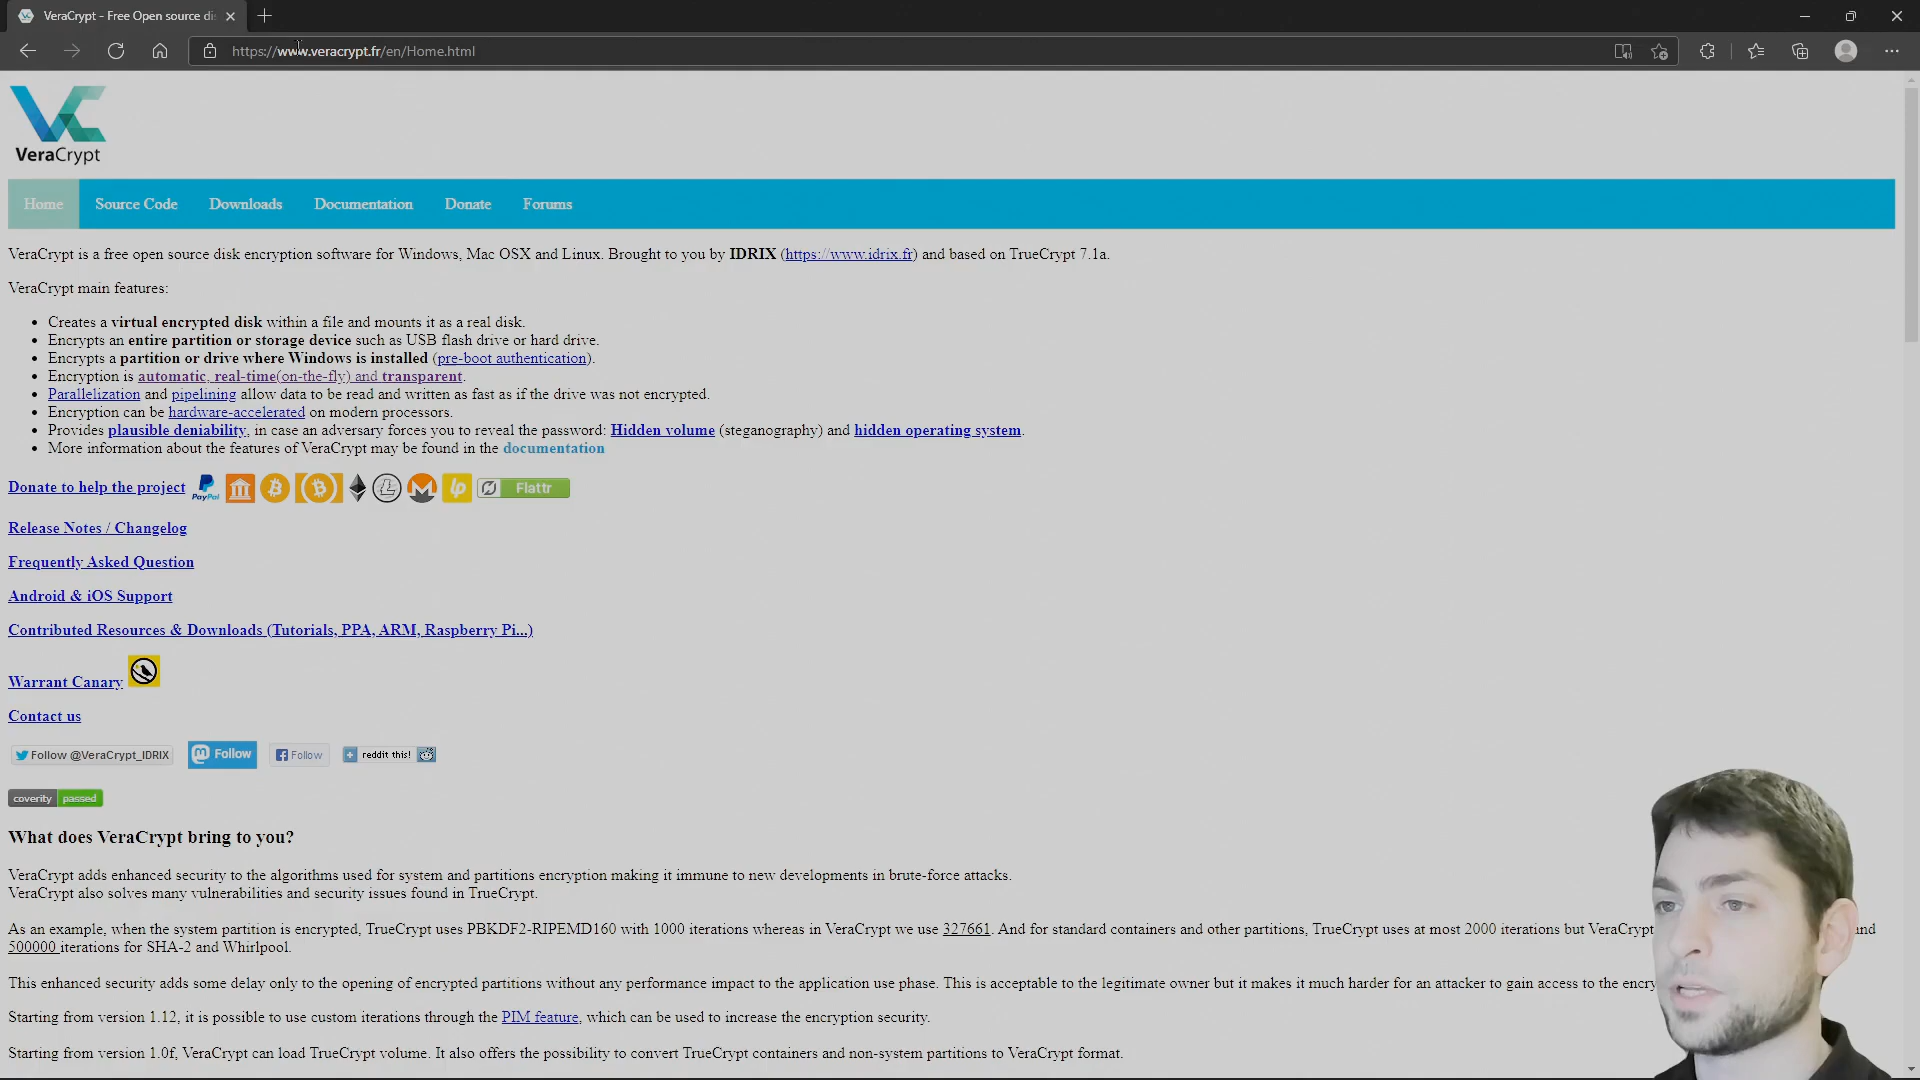 VeraCrypt - Free Open source di
https://www.veracrypt.fr/en/Home.html
VeraCrypt
Home Source Code Downloads Documentation Donate Forums
VeraCrypt is a free open source disk encryption software for Windows, Mac OSX and Linux. Brought to you by IDRIX (https://www.idrix.fr) and based on TrueCrypt 7.1a.
VeraCrypt main features:
• Creates a virtual encrypted disk within a file and mounts it as a real disk.
• Encrypts an entire partition or storage device such as USB flash drive or hard drive.
• Encrypts a partition or drive where Windows is installed (pre-boot authentication).
• Encryption is automatic, real-time(on-the-fly) and transparent.
• Parallelization and pipelining allow data to be read and written as fast as if the drive was not encrypted.
• Encryption can be hardware-accelerated on modern processors.
• Provides plausible deniability, in case an adversary forces you to reveal the password: Hidden volume (steganography) and hidden operating system.
• More information about the features of VeraCrypt may be found in the documentation
Donate to help the project PayPal lp Flattr
Release Notes / Changelog
Frequently Asked Question
Android & iOS Support
Contributed Resources & Downloads (Tutorials, PPA, ARM, Raspberry Pi...)
Warrant Canary
Contact us
Follow @VeraCrypt_IDRIX Follow Follow reddit this!
coverity passed
What does VeraCrypt bring to you?
VeraCrypt adds enhanced security to the algorithms used for system and partitions encryption making it immune to new developments in brute-force attacks.
VeraCrypt also solves many vulnerabilities and security issues found in TrueCrypt.
As an example, when the system partition is encrypted, TrueCrypt uses PBKDF2-RIPEMD160 with 1000 iterations whereas in VeraCrypt we use 327661. And for standard containers and other partitions, TrueCrypt uses at most 2000 iterations but VeraCrypt
500000 iterations for SHA-2 and Whirlpool.
This enhanced security adds some delay only to the opening of encrypted partitions without any performance impact to the application use phase. This is acceptable to the legitimate owner but it makes it much harder for an attacker to gain access to the
Starting from version 1.12, it is possible to use custom iterations through the PIM feature, which can be used to increase the encryption security.
Starting from version 1.0f, VeraCrypt can load TrueCrypt volume. It also offers the possibility to convert TrueCrypt containers and non-system partitions to VeraCrypt format.